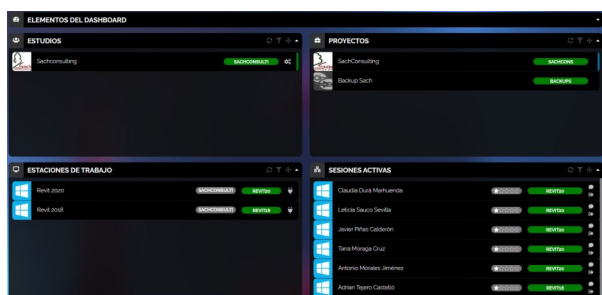 ELEMENTOS DEL DASHBOARD
ESTUDIOS
Sachconsulting SACHCONSULTI
PROYECTOS
SachConsulting SACHCONS
Backup Sach BACKUPS
ESTACIONES DE TRABAJO
Revit 2020 SACHCONSULTI REVIT20
Revit 2018 SACHCONSULTI REVIT18
SESIONES ACTIVAS
Claudia Durá Marhuenda REVIT20
Leticia Sauco Sevilla REVIT20
Javier Piñas Calderón REVIT20
Tana Moraga Cruz REVIT20
Antonio Morales Jiménez REVIT20
Adrian Tejero Castelló REVIT18